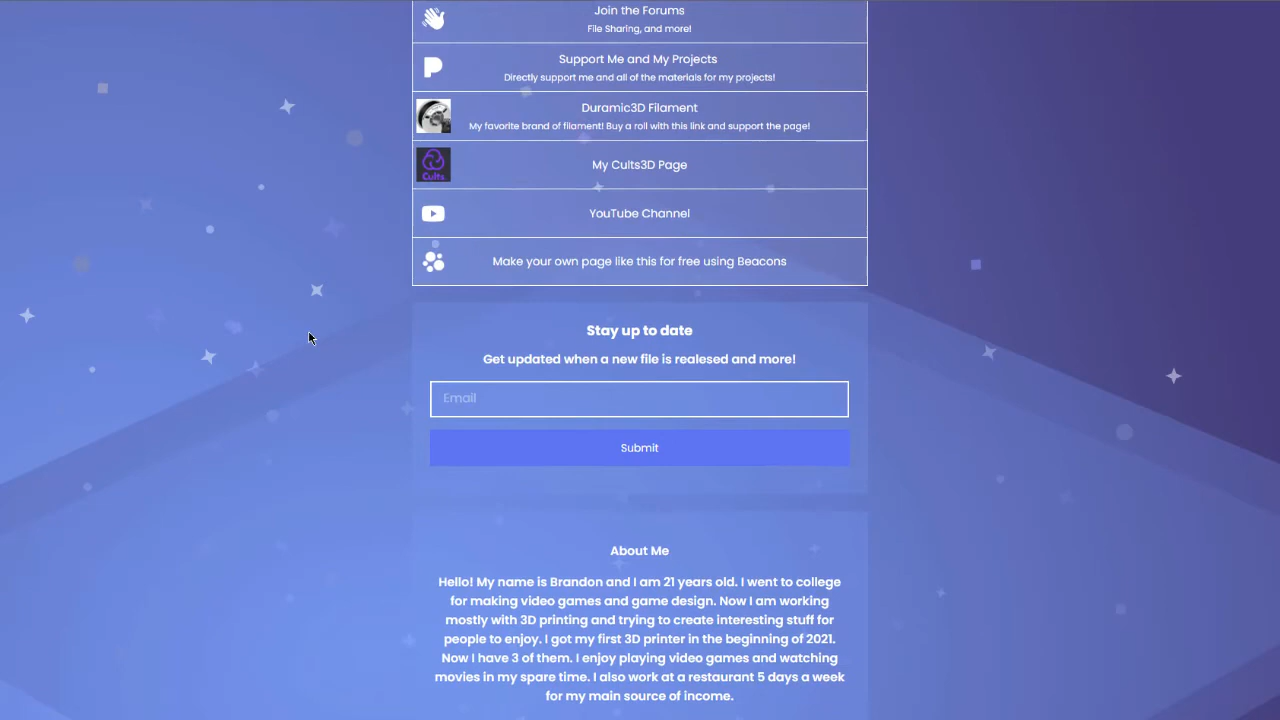 Join the Forums
File Sharing, and more!
Support Me and My Projects
Directly support me and all of the materials for my projects!
Duramic3D Filament
My favorite brand of filament! Buy a roll with this link and support the page!
Cults
My Cults3D Page
YouTube Channel
Make your own page like this for free using Beacons
Stay up to date
Get updated when a new file is realesed and more!
Email
Submit
About Me
Hello! My name is Brandon and I am 21 years old. I went to college
for making video games and game design. Now I am working
mostly with 3D printing and trying to create interesting stuff for
people to enjoy. I got my first 3D printer in the beginning of 2021.
Now I have 3 of them. I enjoy playing video games and watching
movies in my spare time. I also work at a restaurant 5 days a week
for my main source of income.